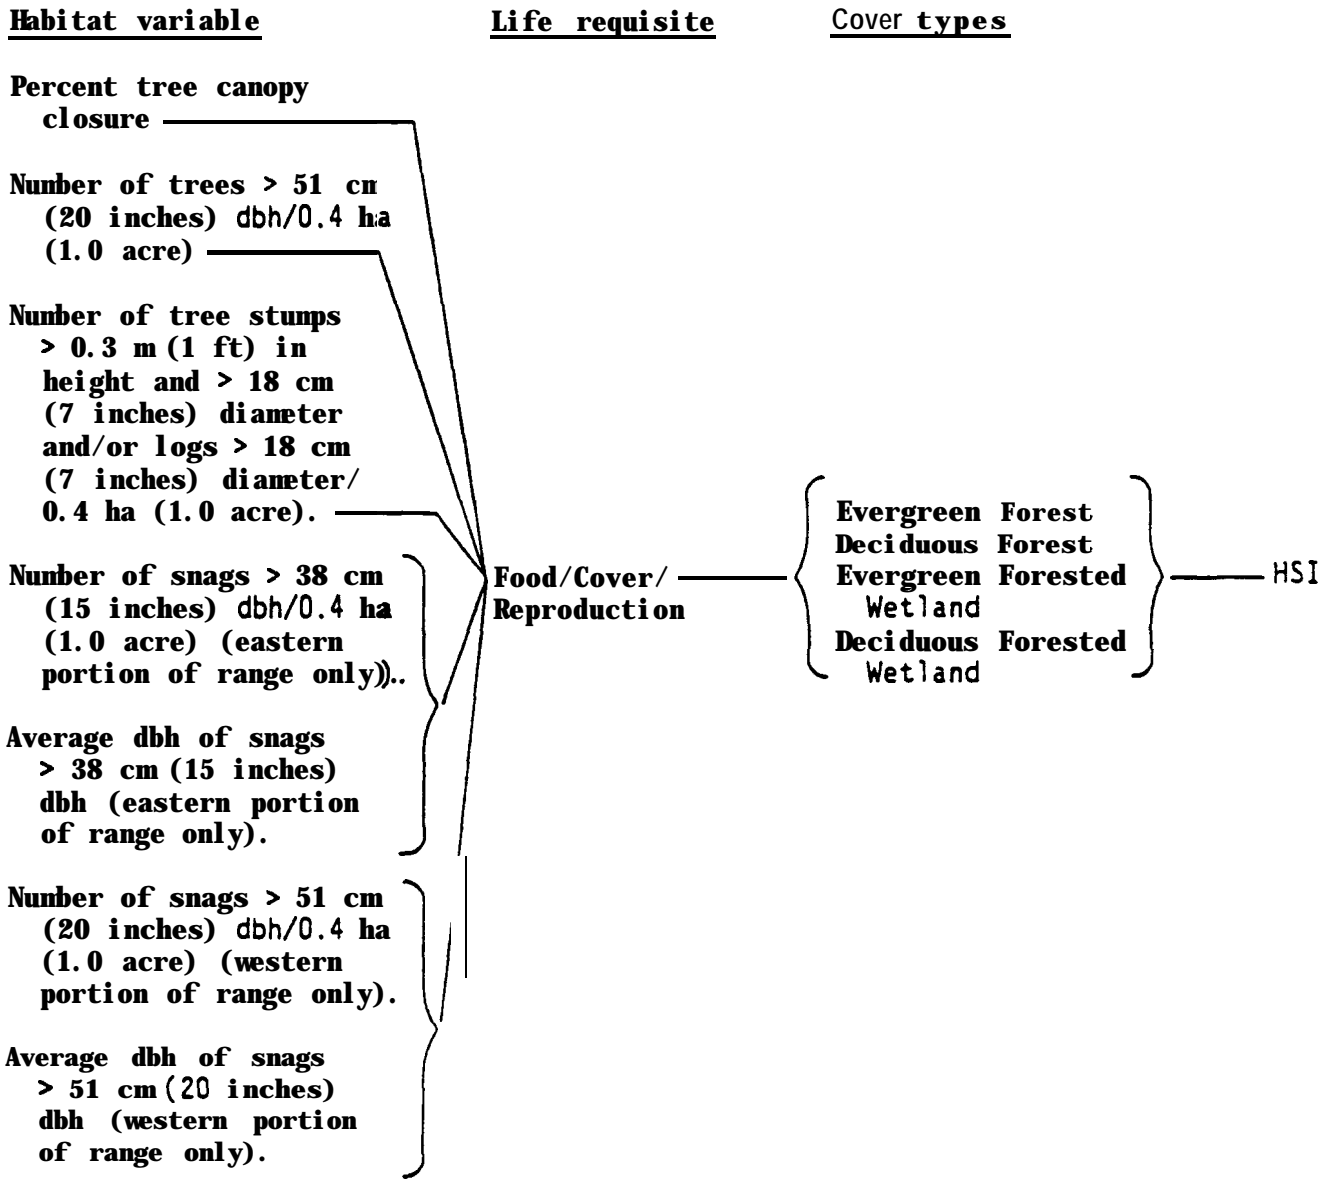 Habitat variable
Life requisite
Cover types
Percent tree canopy
closure
Number of trees > 51 cm
(20 inches) dbh/0.4 ha
(1.0 acre)
Number of tree stumps
> 0.3 m (1 ft) in
height and > 18 cm
(7 inches) diameter
and/or logs > 18 cm
(7 inches) diameter/
0.4 ha (1.0 acre).
Number of snags > 38 cm
(15 inches) dbh/0.4 ha
(1.0 acre) (eastern
portion of range only)..
Average dbh of snags
> 38 cm (15 inches)
dbh (eastern portion
of range only).
Number of snags > 51 cm
(20 inches) dbh/0.4 ha
(1.0 acre) (western
portion of range only).
Average dbh of snags
> 51 cm (20 inches)
dbh (western portion
of range only).
Food/Cover/
Reproduction
Evergreen Forest
Deciduous Forest
Evergreen Forested
Wetland
Deciduous Forested
Wetland
HSI